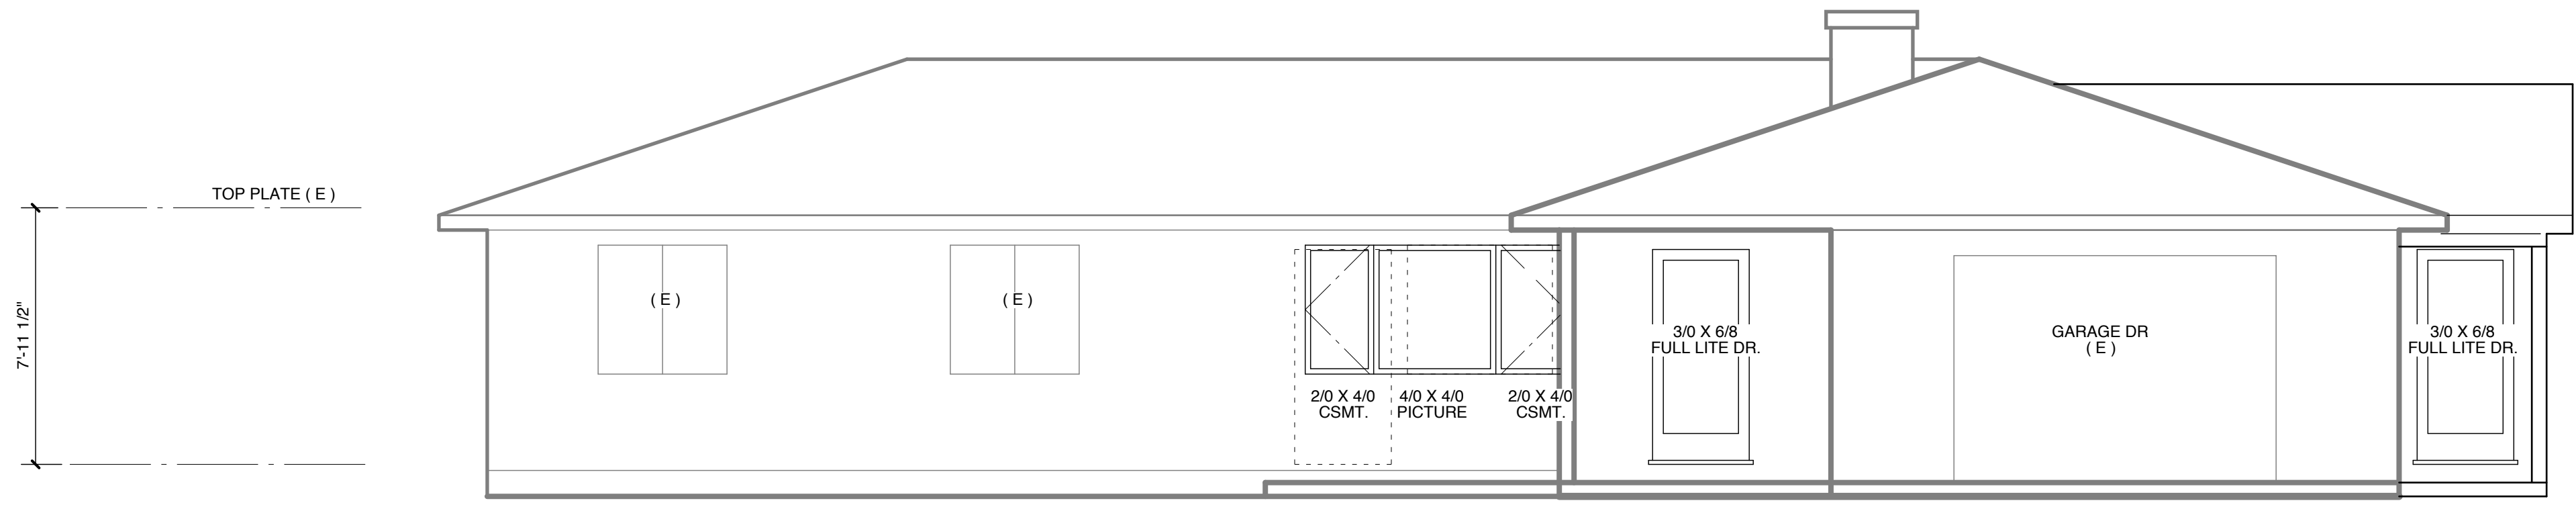 TOP PLATE ( E )
7'-11 1/2"
( E )
( E )
2/0 X 4/0
CSMT.
4/0 X 4/0
PICTURE
2/0 X 4/0
CSMT.
3/0 X 6/8
FULL LITE DR.
GARAGE DR
( E )
3/0 X 6/8
FULL LITE DR.